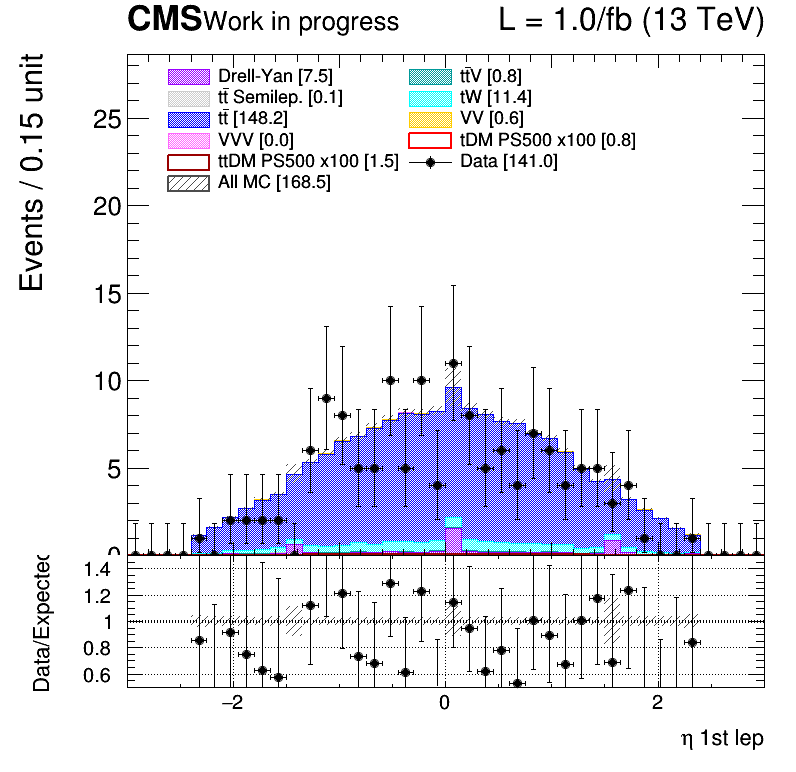 CMS Work in progress L = 1.0/fb (13 TeV)
Drell-Yan [7.5] tt̄V [0.8]
tt̄ Semilep. [0.1] tW [11.4]
tt̄ [148.2] VV [0.6]
VVV [0.0] tDM PS500 x100 [0.8]
ttDM PS500 x100 [1.5] Data [141.0]
All MC [168.5]
Events / 0.15 unit
25
20
15
10
5
0
Data/Expected
1.4
1.2
1
0.8
0.6
−2 0 2
η 1st lep